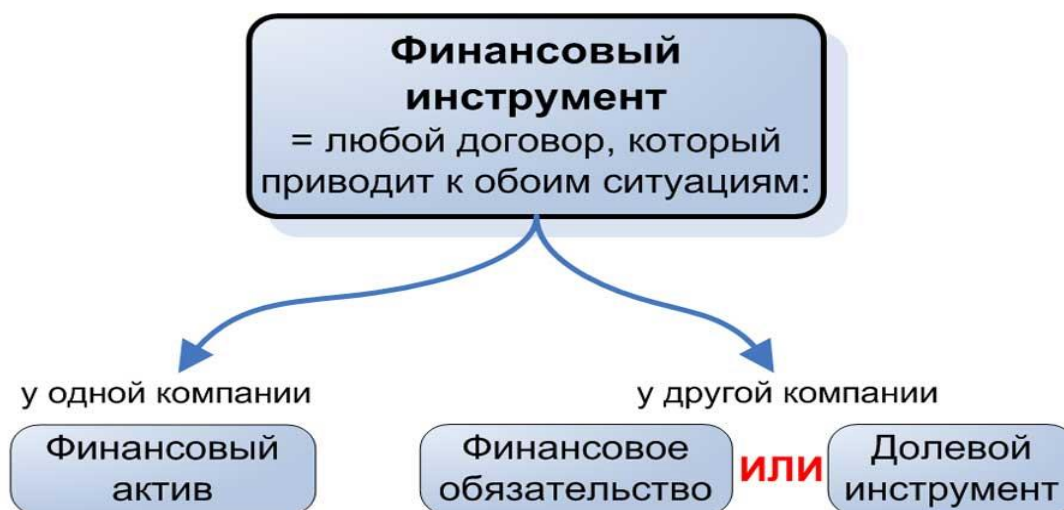 Финансовый
инструмент
= любой договор, который
приводит к обоим ситуациям:
у одной компании
у другой компании
Финансовый
актив
Финансовое
обязательство
ИЛИ
Долевой
инструмент